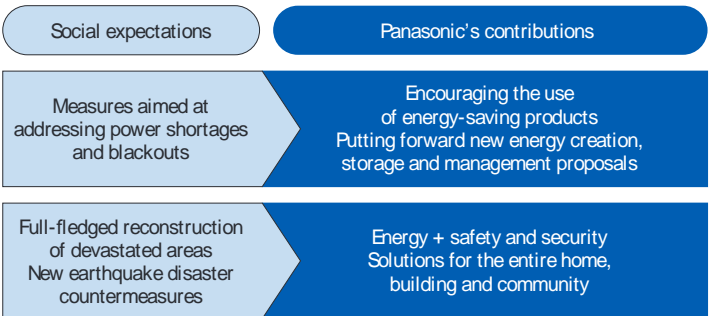 Social expectations
Panasonic's contributions
Measures aimed at
addressing power shortages
and blackouts
Encouraging the use
of energy-saving products
Putting forward new energy creation,
storage and management proposals
Full-fledged reconstruction
of devastated areas
New earthquake disaster
countermeasures
Energy + safety and security
Solutions for the entire home,
building and community